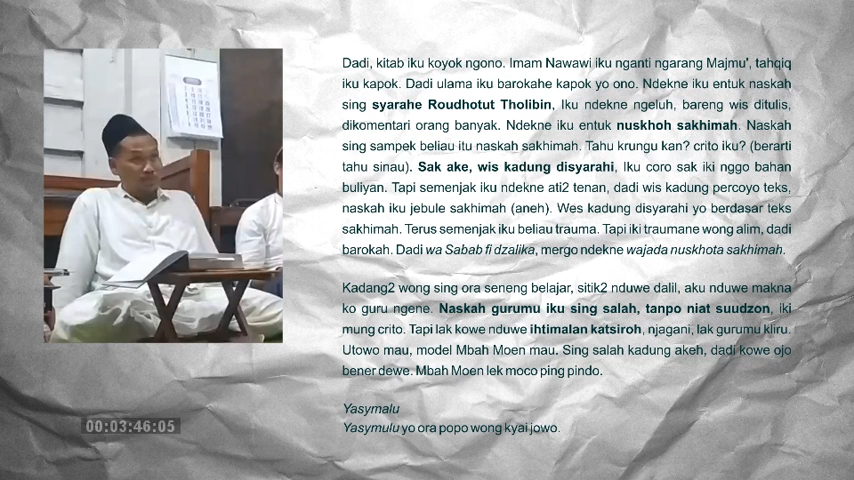 Dadi, kitab iku koyok ngono. Imam Nawawi iku nganti ngarang Majmu', tahqiq
iku kapok. Dadi ulama iku barokahe kapok yo ono. Ndekne iku entuk naskah
sing syarahe Roudhotut Tholibin, Iku ndekne ngeluh, bareng wis ditulis,
dikomentari orang banyak. Ndekne iku entuk nuskhoh sakhimah. Naskah
sing sampek beliau itu naskah sakhimah. Tahu krungu kan? crito iku? (berarti
tahu sinau). Sak ake, wis kadung disyarahi, Iku coro sak iki nggo bahan
buliyan. Tapi semenjak iku ndekne ati2 tenan, dadi wis kadung percoyo teks,
naskah iku jebule sakhimah (aneh). Wes kadung disyarahi yo berdasar teks
sakhimah. Terus semenjak iku beliau trauma. Tapi iki traumane wong alim, dadi
barokah. Dadi wa Sabab fi dzalika, mergo ndekne wajada nuskhota sakhimah.
Kadang2 wong sing ora seneng belajar, sitik2 nduwe dalil, aku nduwe makna
ko guru ngene. Naskah gurumu iku sing salah, tanpo niat suudzon, iki
mung crito. Tapi lak kowe nduwe ihtimalan katsiroh, njagani, lak gurumu kliru.
Utowo mau, model Mbah Moen mau. Sing salah kadung akeh, dadi kowe ojo
bener dewe. Mbah Moen lek moco ping pindo.
Yasymalu
Yasymulu yo ora popo wong kyai jowo.
00:03:46:05